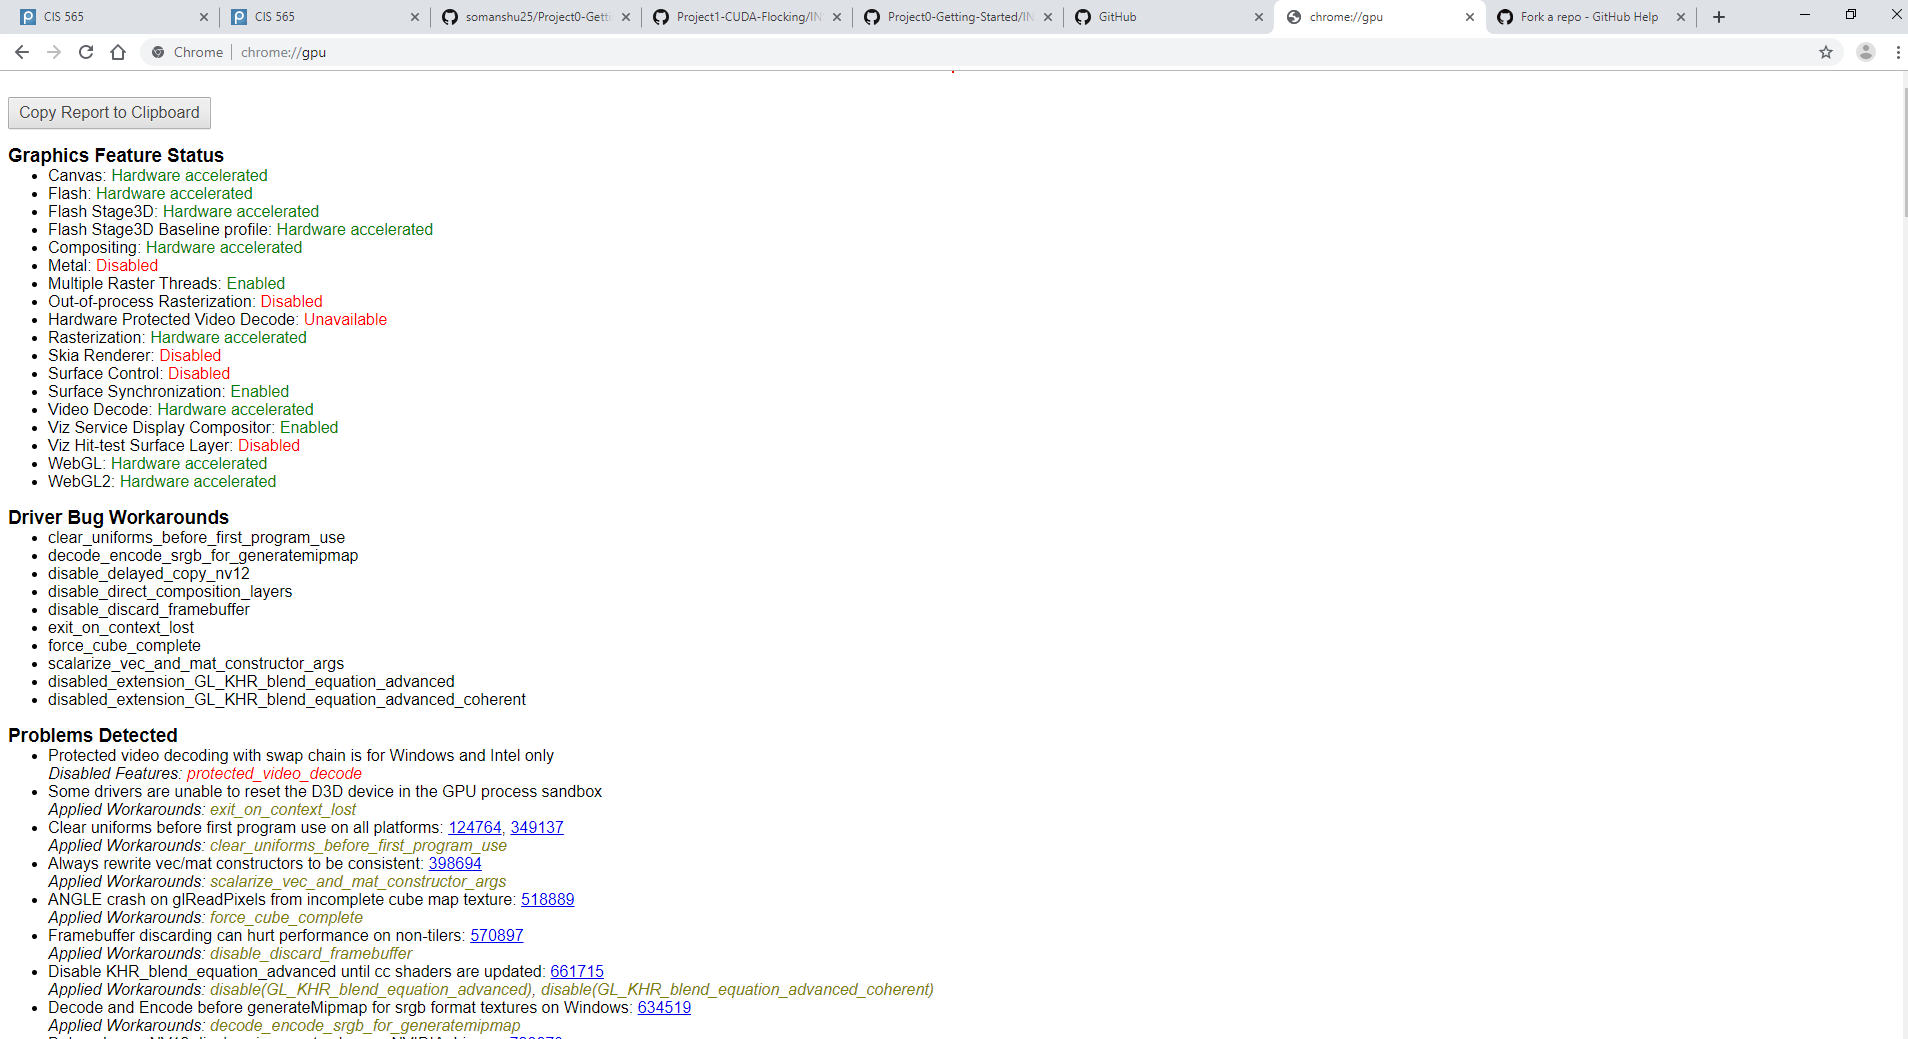 CIS 565
CIS 565
somanshu25/Project0-Getti
Project1-CUDA-Flocking/IN
Project0-Getting-Started/IN
GitHub
chrome://gpu
Fork a repo - GitHub Help
Chrome | chrome://gpu
Copy Report to Clipboard
Graphics Feature Status
Canvas: Hardware accelerated
Flash: Hardware accelerated
Flash Stage3D: Hardware accelerated
Flash Stage3D Baseline profile: Hardware accelerated
Compositing: Hardware accelerated
Metal: Disabled
Multiple Raster Threads: Enabled
Out-of-process Rasterization: Disabled
Hardware Protected Video Decode: Unavailable
Rasterization: Hardware accelerated
Skia Renderer: Disabled
Surface Control: Disabled
Surface Synchronization: Enabled
Video Decode: Hardware accelerated
Viz Service Display Compositor: Enabled
Viz Hit-test Surface Layer: Disabled
WebGL: Hardware accelerated
WebGL2: Hardware accelerated
Driver Bug Workarounds
clear_uniforms_before_first_program_use
decode_encode_srgb_for_generatemipmap
disable_delayed_copy_nv12
disable_direct_composition_layers
disable_discard_framebuffer
exit_on_context_lost
force_cube_complete
scalarize_vec_and_mat_constructor_args
disabled_extension_GL_KHR_blend_equation_advanced
disabled_extension_GL_KHR_blend_equation_advanced_coherent
Problems Detected
Protected video decoding with swap chain is for Windows and Intel only
Disabled Features: protected_video_decode
Some drivers are unable to reset the D3D device in the GPU process sandbox
Applied Workarounds: exit_on_context_lost
Clear uniforms before first program use on all platforms: 124764, 349137
Applied Workarounds: clear_uniforms_before_first_program_use
Always rewrite vec/mat constructors to be consistent: 398694
Applied Workarounds: scalarize_vec_and_mat_constructor_args
ANGLE crash on glReadPixels from incomplete cube map texture: 518889
Applied Workarounds: force_cube_complete
Framebuffer discarding can hurt performance on non-tilers: 570897
Applied Workarounds: disable_discard_framebuffer
Disable KHR_blend_equation_advanced until cc shaders are updated: 661715
Applied Workarounds: disable(GL_KHR_blend_equation_advanced), disable(GL_KHR_blend_equation_advanced_coherent)
Decode and Encode before generateMipmap for srgb format textures on Windows: 634519
Applied Workarounds: decode_encode_srgb_for_generatemipmap